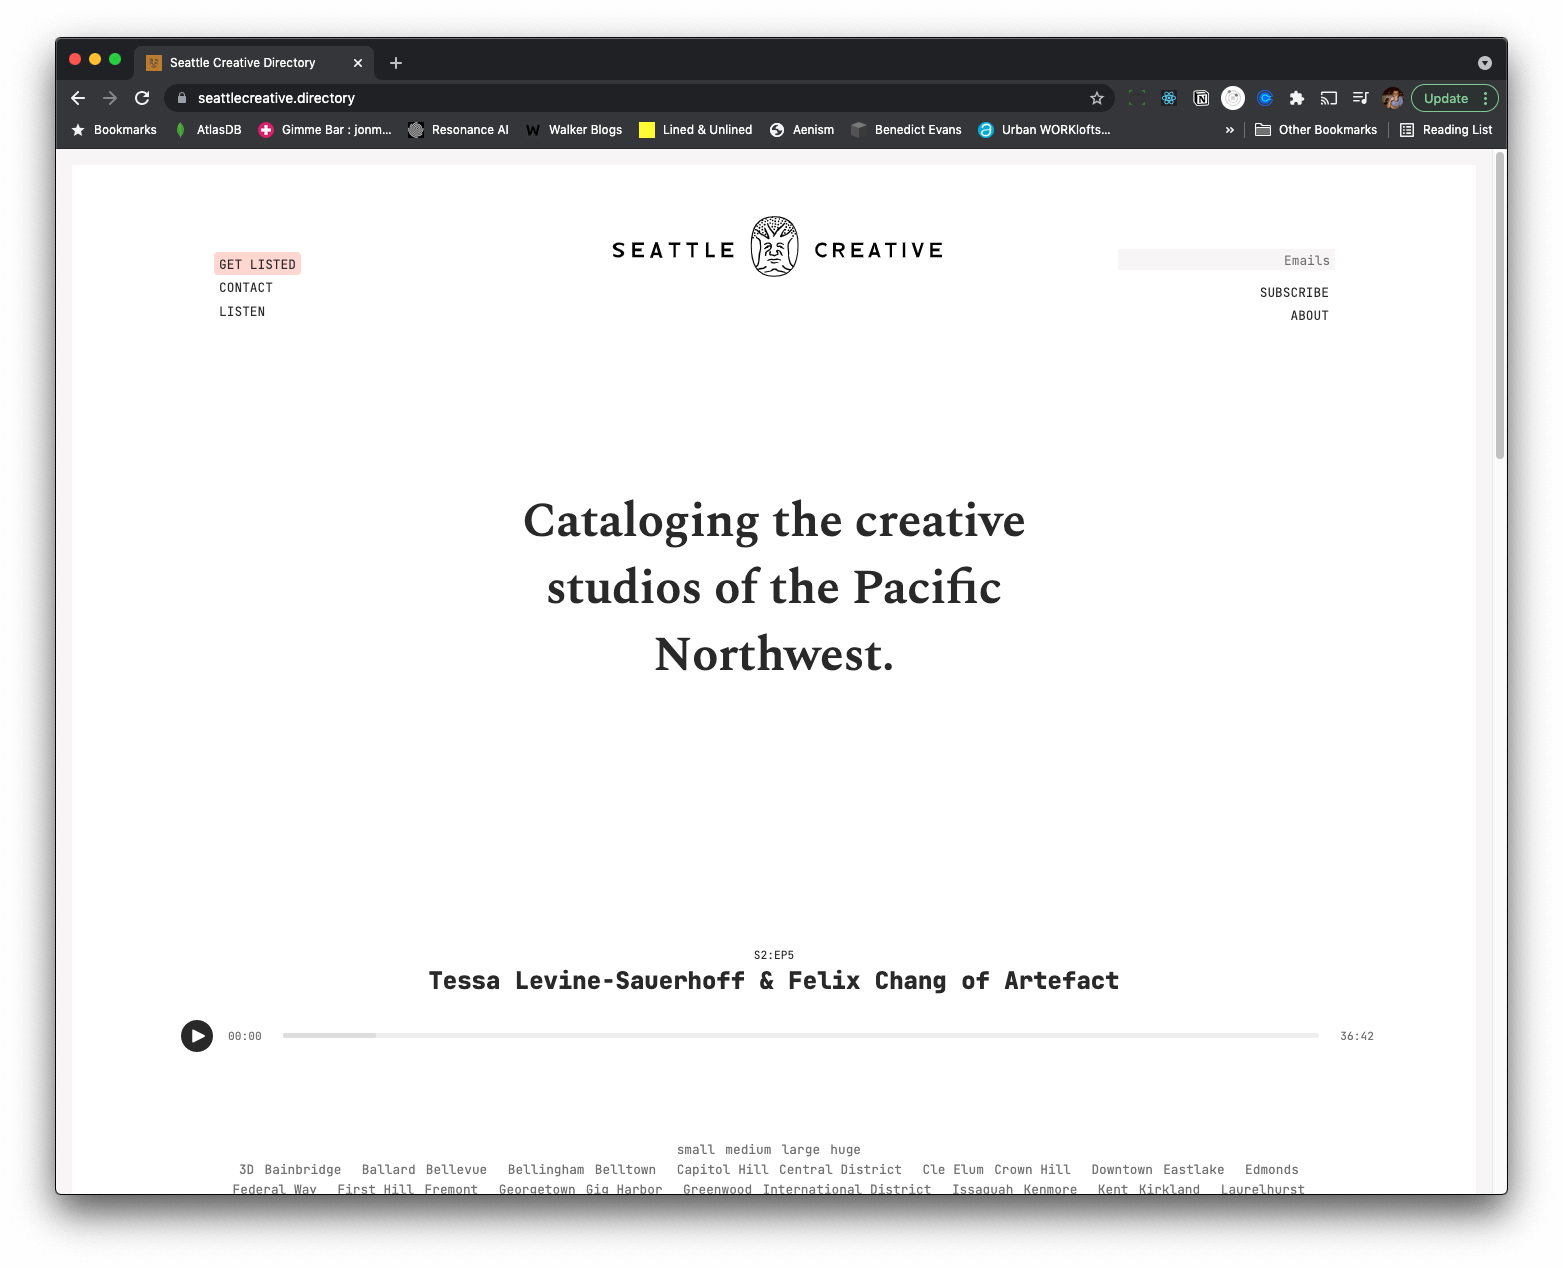 Seattle Creative Directory
seattlecreative.directory
Update
Bookmarks AtlasDB Gimme Bar : jonm... Resonance AI Walker Blogs Lined & Unlined Aenism Benedict Evans Urban WORKlofts... » Other Bookmarks Reading List
SEATTLE CREATIVE
GET LISTED
CONTACT
LISTEN
Emails
SUBSCRIBE
ABOUT
Cataloging the creative
studios of the Pacific
Northwest.
S2:EP5
Tessa Levine-Sauerhoff & Felix Chang of Artefact
00:00 36:42
small medium large huge
3D Bainbridge Ballard Bellevue Bellingham Belltown Capitol Hill Central District Cle Elum Crown Hill Downtown Eastlake Edmonds
Federal Way First Hill Fremont Georgetown Gig Harbor Greenwood International District Issaquah Kenmore Kent Kirkland Laurelhurst